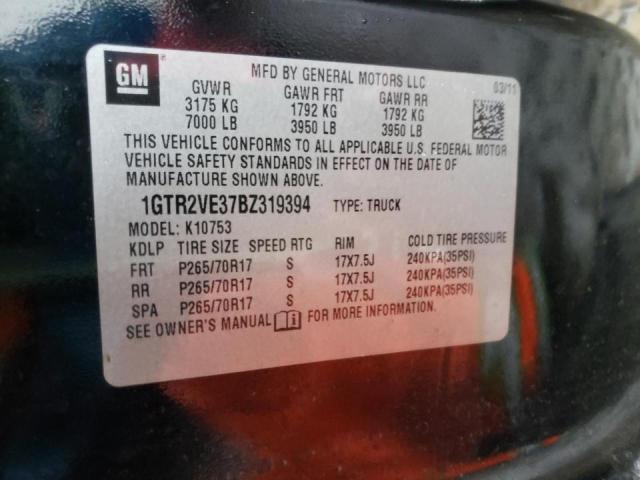 GM
MFD BY GENERAL MOTORS LLC
03/11
GVWR GAWR FRT GAWR RR
3175 KG 1792 KG 1792 KG
7000 LB 3950 LB 3950 LB
THIS VEHICLE CONFORMS TO ALL APPLICABLE U.S. FEDERAL MOTOR
VEHICLE SAFETY STANDARDS IN EFFECT ON THE DATE OF
MANUFACTURE SHOWN ABOVE.
1GTR2VE37BZ319394 TYPE: TRUCK
MODEL: K10753
KDLP TIRE SIZE SPEED RTG RIM COLD TIRE PRESSURE
FRT P265/70R17 S 17X7.5J 240KPA(35PSI)
RR P265/70R17 S 17X7.5J 240KPA(35PSI)
SPA P265/70R17 S 17X7.5J 240KPA(35PSI)
SEE OWNER'S MANUAL i FOR MORE INFORMATION.